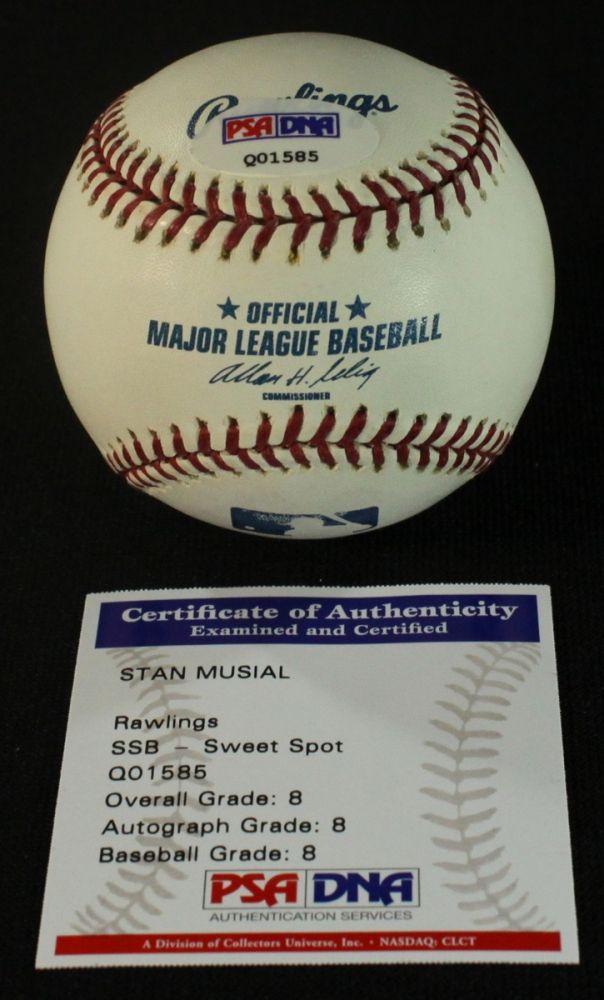 Rawlings
PSA DNA
Q01585
OFFICIAL
MAJOR LEAGUE BASEBALL
Allan H. Selig
COMMISSIONER
Certificate of Authenticity
Examined and Certified
STAN MUSIAL
Rawlings
SSB – Sweet Spot
Q01585
Overall Grade: 8
Autograph Grade: 8
Baseball Grade: 8
PSA DNA
AUTHENTICATION SERVICES
A Division of Collectors Universe, Inc. • NASDAQ: CLCT